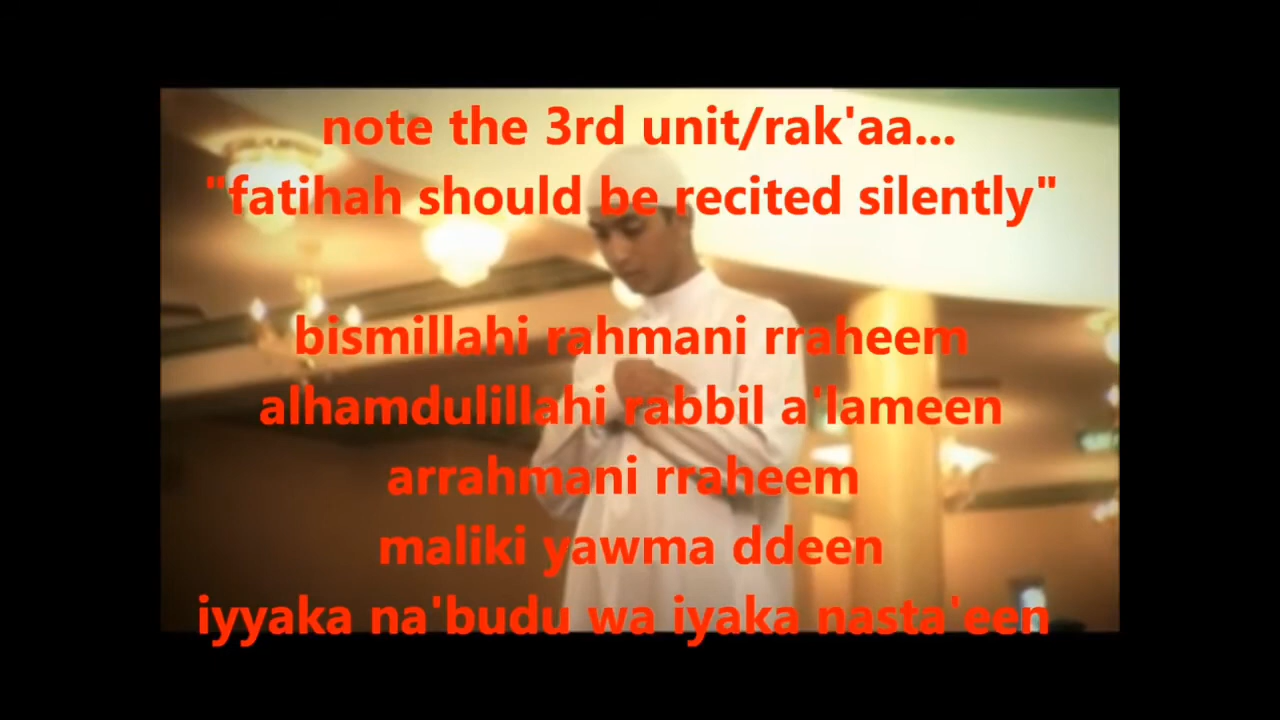 note the 3rd unit/rak'aa...
"fatihah should be recited silently"
bismillahi rahmani rraheem
alhamdulillahi rabbil a'lameen
arrahmani rraheem
maliki yawma ddeen
iyyaka na'budu wa iyaka nasta'een